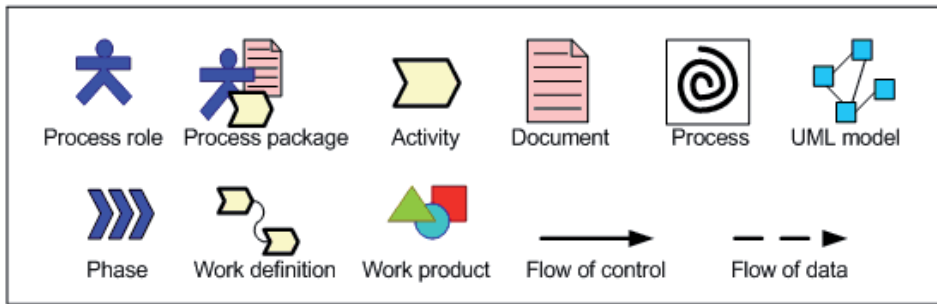 Process role Process package Activity Document Process UML model
Phase Work definition Work product Flow of control Flow of data